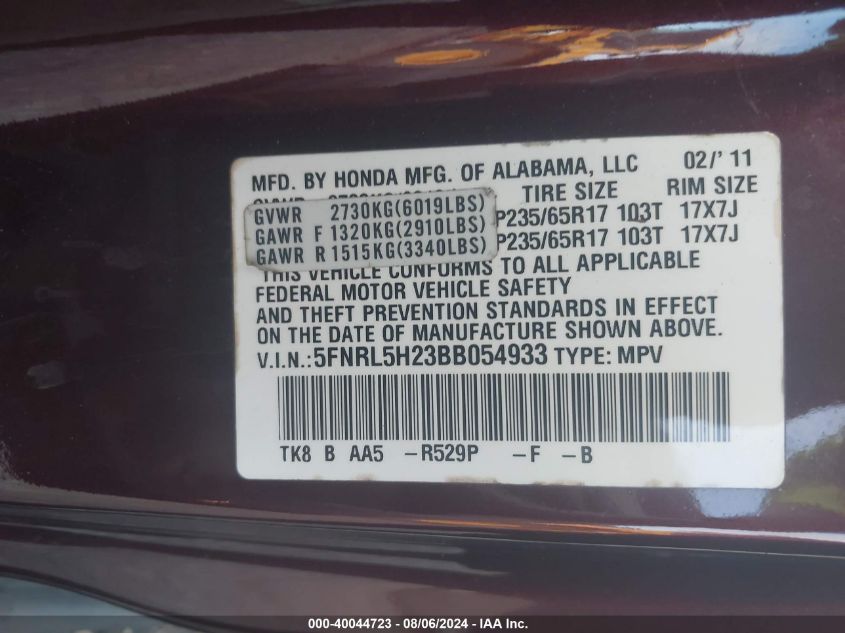 MFD. BY HONDA MFG. OF ALABAMA, LLC 02/' 11
TIRE SIZE RIM SIZE
GVWR 2730KG(6019LBS)
GAWR F 1320KG(2910LBS) P235/65R17 103T 17X7J
GAWR R 1515KG(3340LBS) P235/65R17 103T 17X7J
THIS VEHICLE CONFORMS TO ALL APPLICABLE
FEDERAL MOTOR VEHICLE SAFETY
AND THEFT PREVENTION STANDARDS IN EFFECT
ON THE DATE OF MANUFACTURE SHOWN ABOVE.
V.I.N.:5FNRL5H23BB054933 TYPE: MPV
TK8 B AA5 –R529P –F –B
000-40044723 - 08/06/2024 - IAA Inc.